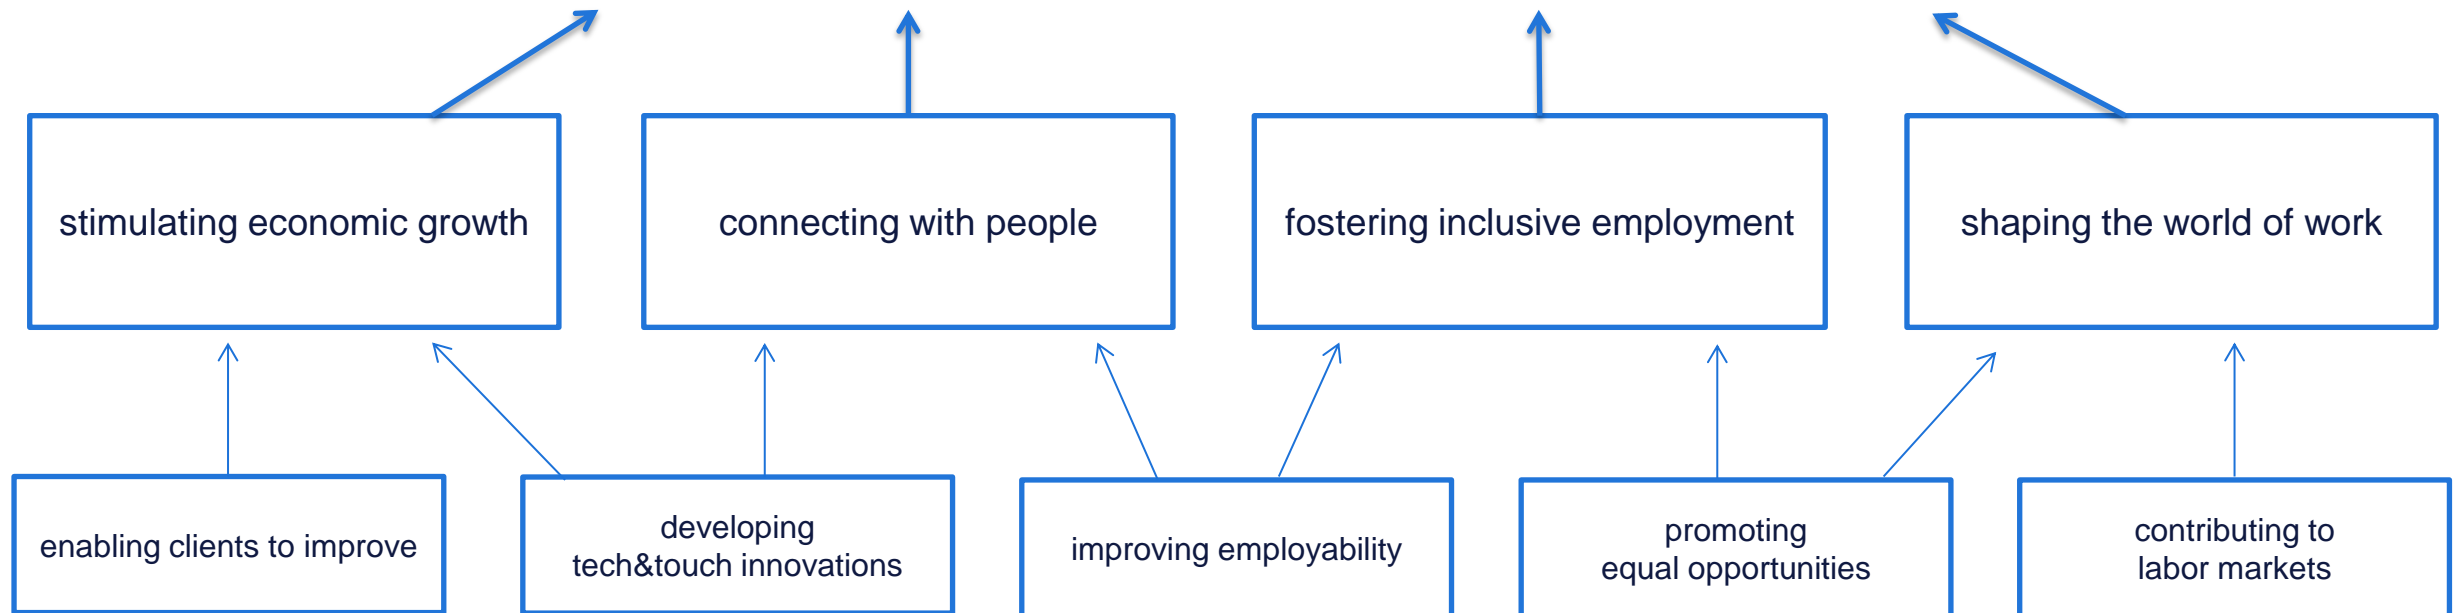 stimulating economic growth
connecting with people
fostering inclusive employment
shaping the world of work
enabling clients to improve
developing
tech&touch innovations
improving employability
promoting
equal opportunities
contributing to
labor markets